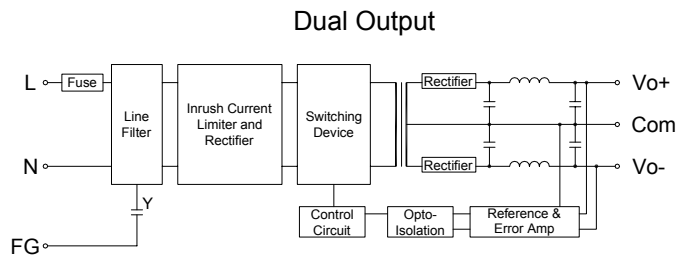 Dual Output
L
Fuse
Line
Filter
Inrush Current
Limiter and
Rectifier
Switching
Device
Rectifier
Vo+
Com
N
Rectifier
Vo-
Y
Control
Circuit
Opto-
Isolation
Reference &
Error Amp
FG